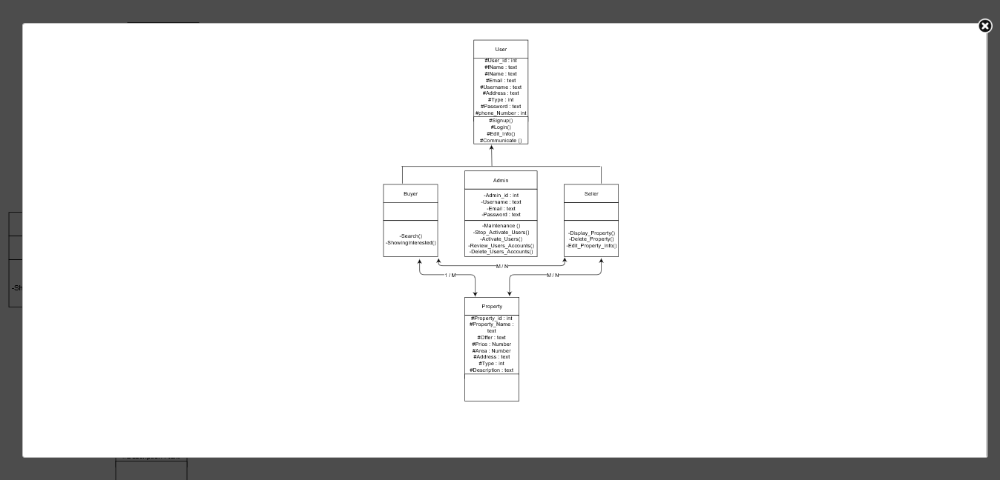 User
#User_id : int
#fName : text
#lName : text
#Email : text
#Username : text
#Address : text
#Type : int
#Password : text
#phone_Number : int
#Signup()
#Login()
#Edit_Info()
#Communicate ()
Buyer
-Search()
-ShowingInterested()
Admin
-Admin_id : int
-Username : text
-Email : text
-Password : text
-Maintenance ()
-Stop_Activate_Users()
-Activate_Users()
-Review_Users_Accounts()
-Delete_Users_Accounts()
Seller
-Display_Property()
-Delete_Property()
-Edit_Property_Info()
M / N
1 / M
M / N
Property
#Property_id : int
#Property_Name :
text
#Offer : text
#Price : Number
#Area : Number
#Address : text
#Type : int
#Description : text
-Sh